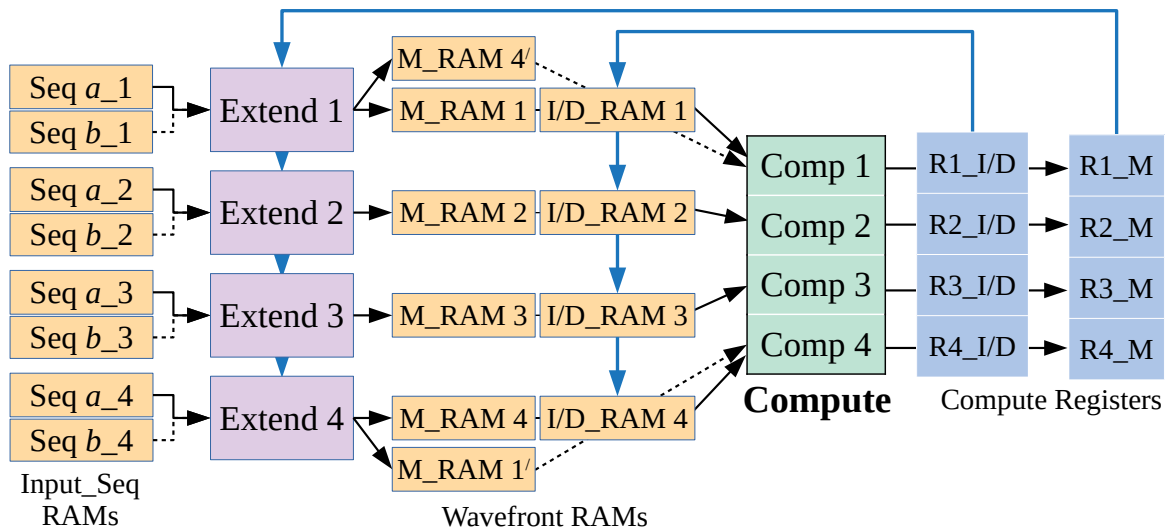 Seq a_1
Seq b_1
Seq a_2
Seq b_2
Seq a_3
Seq b_3
Seq a_4
Seq b_4
Input_Seq
RAMs
Extend 1
Extend 2
Extend 3
Extend 4
M_RAM 4/
M_RAM 1
I/D_RAM 1
M_RAM 2
I/D_RAM 2
M_RAM 3
I/D_RAM 3
M_RAM 4
I/D_RAM 4
M_RAM 1/
Wavefront RAMs
Comp 1
Comp 2
Comp 3
Comp 4
Compute
R1_I/D
R2_I/D
R3_I/D
R4_I/D
R1_M
R2_M
R3_M
R4_M
Compute Registers